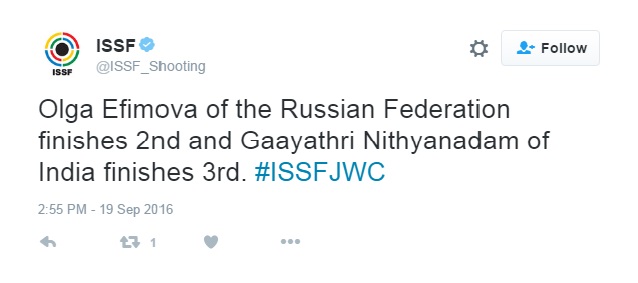 ISSF
@ISSF_Shooting
ISSF
Follow
Olga Efimova of the Russian Federation
finishes 2nd and Gaayathri Nithyanadam of
India finishes 3rd. #ISSFJWC
2:55 PM - 19 Sep 2016
1